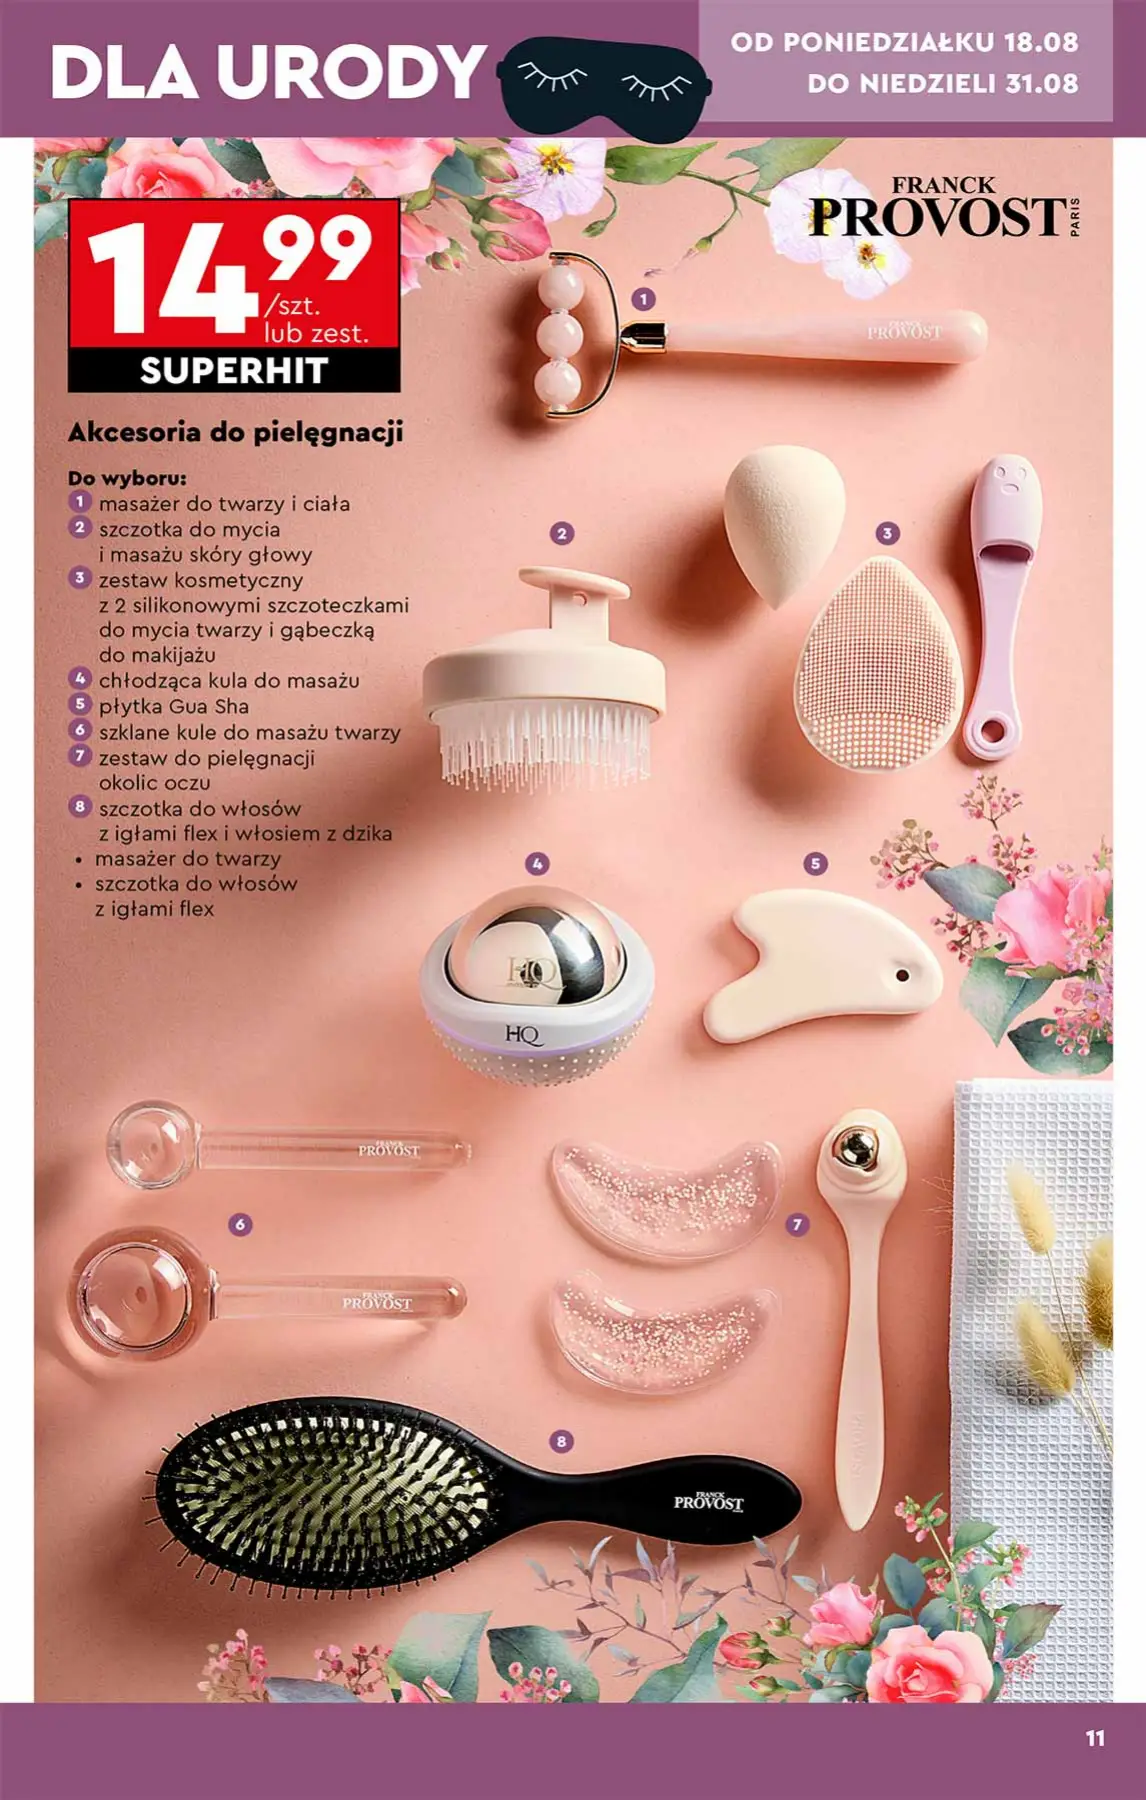 DLA URODY
OD PONIEDZIAŁKU 18.08
DO NIEDZIELI 31.08
FRANCK
PROVOST
PARIS
14 99
/szt.
lub zest.
SUPERHIT
Akcesoria do pielęgnacji
Do wyboru:
1 masażer do twarzy i ciała
2 szczotka do mycia
i masażu skóry głowy
3 zestaw kosmetyczny
z 2 silikonowymi szczoteczkami
do mycia twarzy i gąbeczką
do makijażu
4 chłodząca kula do masażu
5 płytka Gua Sha
6 szklane kule do masażu twarzy
7 zestaw do pielęgnacji
okolic oczu
8 szczotka do włosów
z igłami flex i włosiem z dzika
• masażer do twarzy
• szczotka do włosów
z igłami flex
1
FRANCK
PROVOST
2
3
4
5
HQ
HQ
FRANCK
PROVOST
6
7
FRANCK
PROVOST
8
FRANCK
PROVOST
PROVOST
11